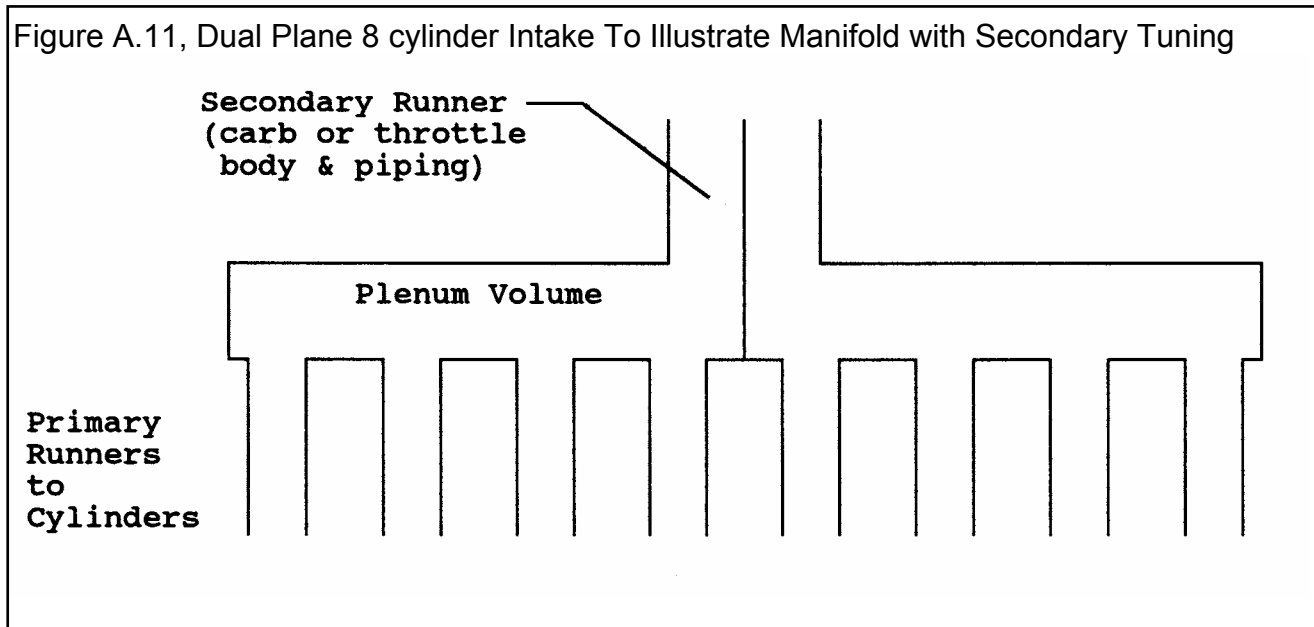 Figure A.11, Dual Plane 8 cylinder Intake To Illustrate Manifold with Secondary Tuning
Secondary Runner
(carb or throttle
body & piping)
Plenum Volume
Primary
Runners
to
Cylinders